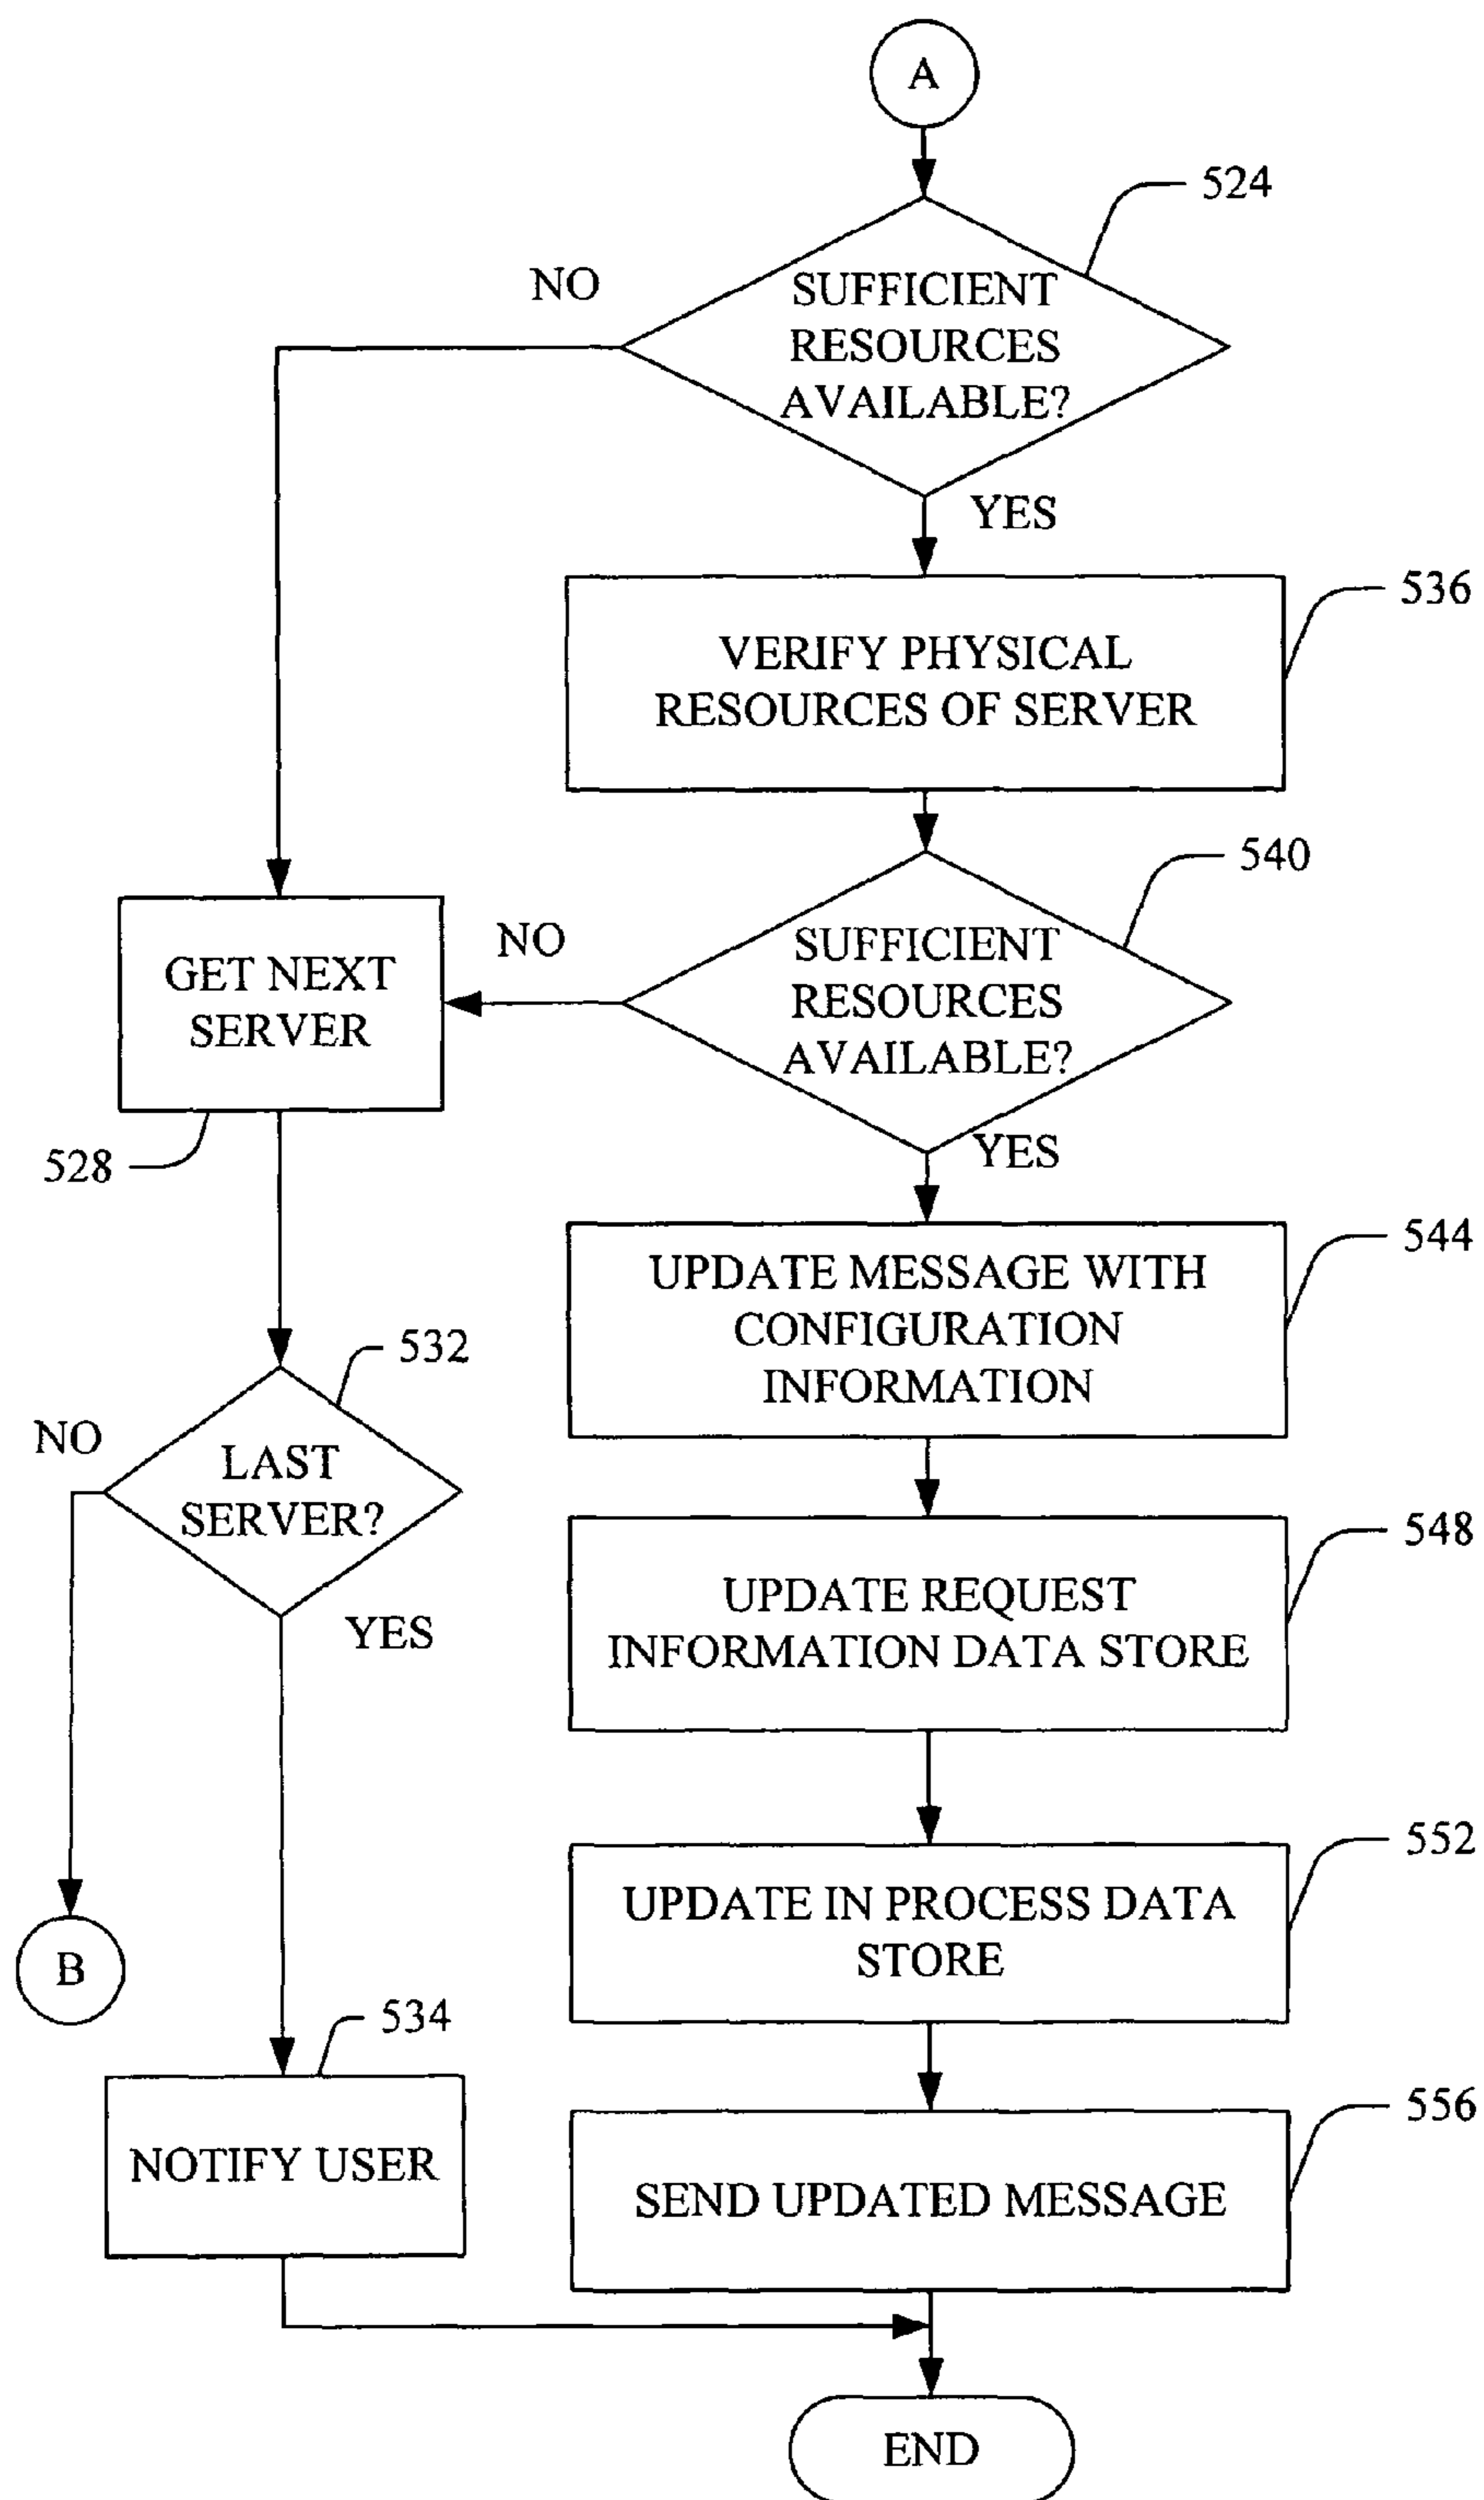 A
524
NO
SUFFICIENT
RESOURCES
AVAILABLE?
YES
536
VERIFY PHYSICAL
RESOURCES OF SERVER
540
NO
SUFFICIENT
RESOURCES
AVAILABLE?
GET NEXT
SERVER
528
YES
544
UPDATE MESSAGE WITH
CONFIGURATION
INFORMATION
532
NO
LAST
SERVER?
YES
548
UPDATE REQUEST
INFORMATION DATA STORE
552
UPDATE IN PROCESS DATA
STORE
B
534
NOTIFY USER
556
SEND UPDATED MESSAGE
END